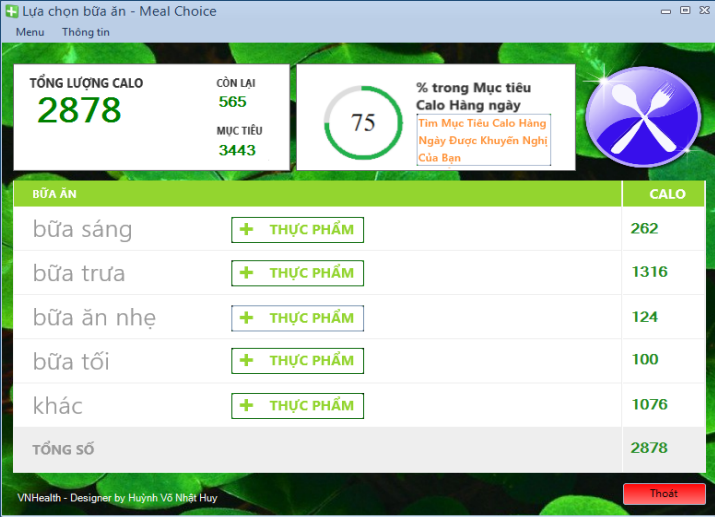 Lựa chọn bữa ăn - Meal Choice
Menu Thông tin
TỔNG LƯỢNG CALO
2878
CÒN LẠI
565
MỤC TIÊU
3443
75
% trong Mục tiêu
Calo Hàng ngày
Tìm Mục Tiêu Calo Hàng
Ngày Được Khuyến Nghị
Của Bạn
BỮA ĂN CALO
bữa sáng THỰC PHẨM 262
bữa trưa THỰC PHẨM 1316
bữa ăn nhẹ THỰC PHẨM 124
bữa tối THỰC PHẨM 100
khác THỰC PHẨM 1076
TỔNG SỐ 2878
VNHealth - Designer by Huỳnh Võ Nhật Huy
Thoát